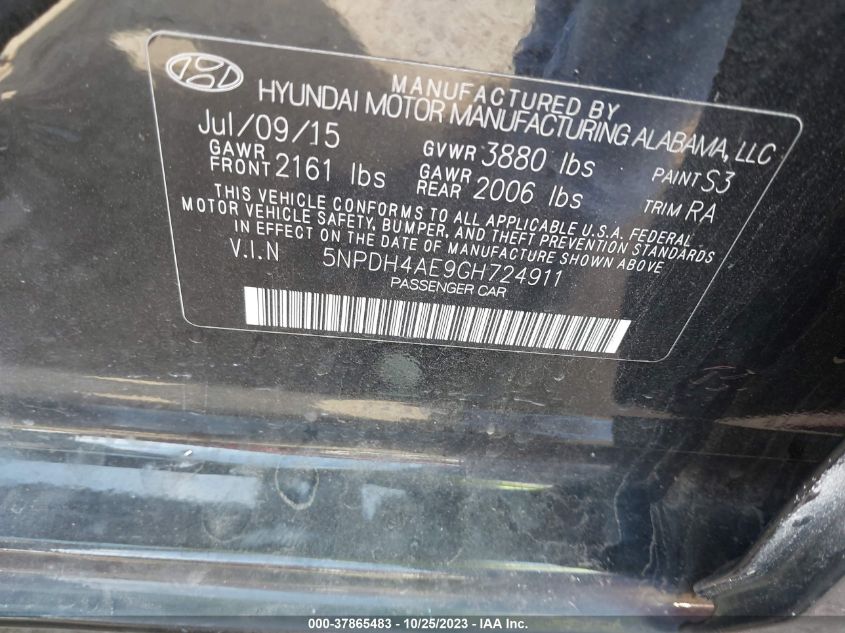 MANUFACTURED BY
HYUNDAI MOTOR MANUFACTURING ALABAMA, LLC
Jul/09/15 GVWR 3880 lbs PAINT S3
GAWR FRONT 2161 lbs GAWR REAR 2006 lbs TRIM RA
THIS VEHICLE CONFORMS TO ALL APPLICABLE U.S.A. FEDERAL
MOTOR VEHICLE SAFETY, BUMPER, AND THEFT PREVENTION STANDARDS
IN EFFECT ON THE DATE OF MANUFACTURE SHOWN ABOVE
V.I.N 5NPDH4AE9GH724911
PASSENGER CAR
000-37865483 - 10/25/2023 - IAA Inc.